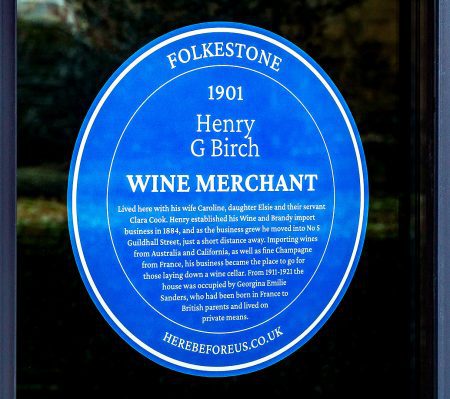 FOLKESTONE
1901
Henry
G Birch
WINE MERCHANT
Lived here with his wife Caroline, daughter Elsie and their servant
Clara Cook. Henry established his Wine and Brandy import
business in 1884, and as the business grew he moved into No 5
Guildhall Street, just a short distance away. Importing wines
from Australia and California, as well as fine Champagne
from France, his business became the place to go for
those laying down a wine cellar. From 1911-1921 the
house was occupied by Georgina Emilie
Sanders, who had been born in France to
British parents and lived on
private means.
HEREBEFOREUS.CO.UK